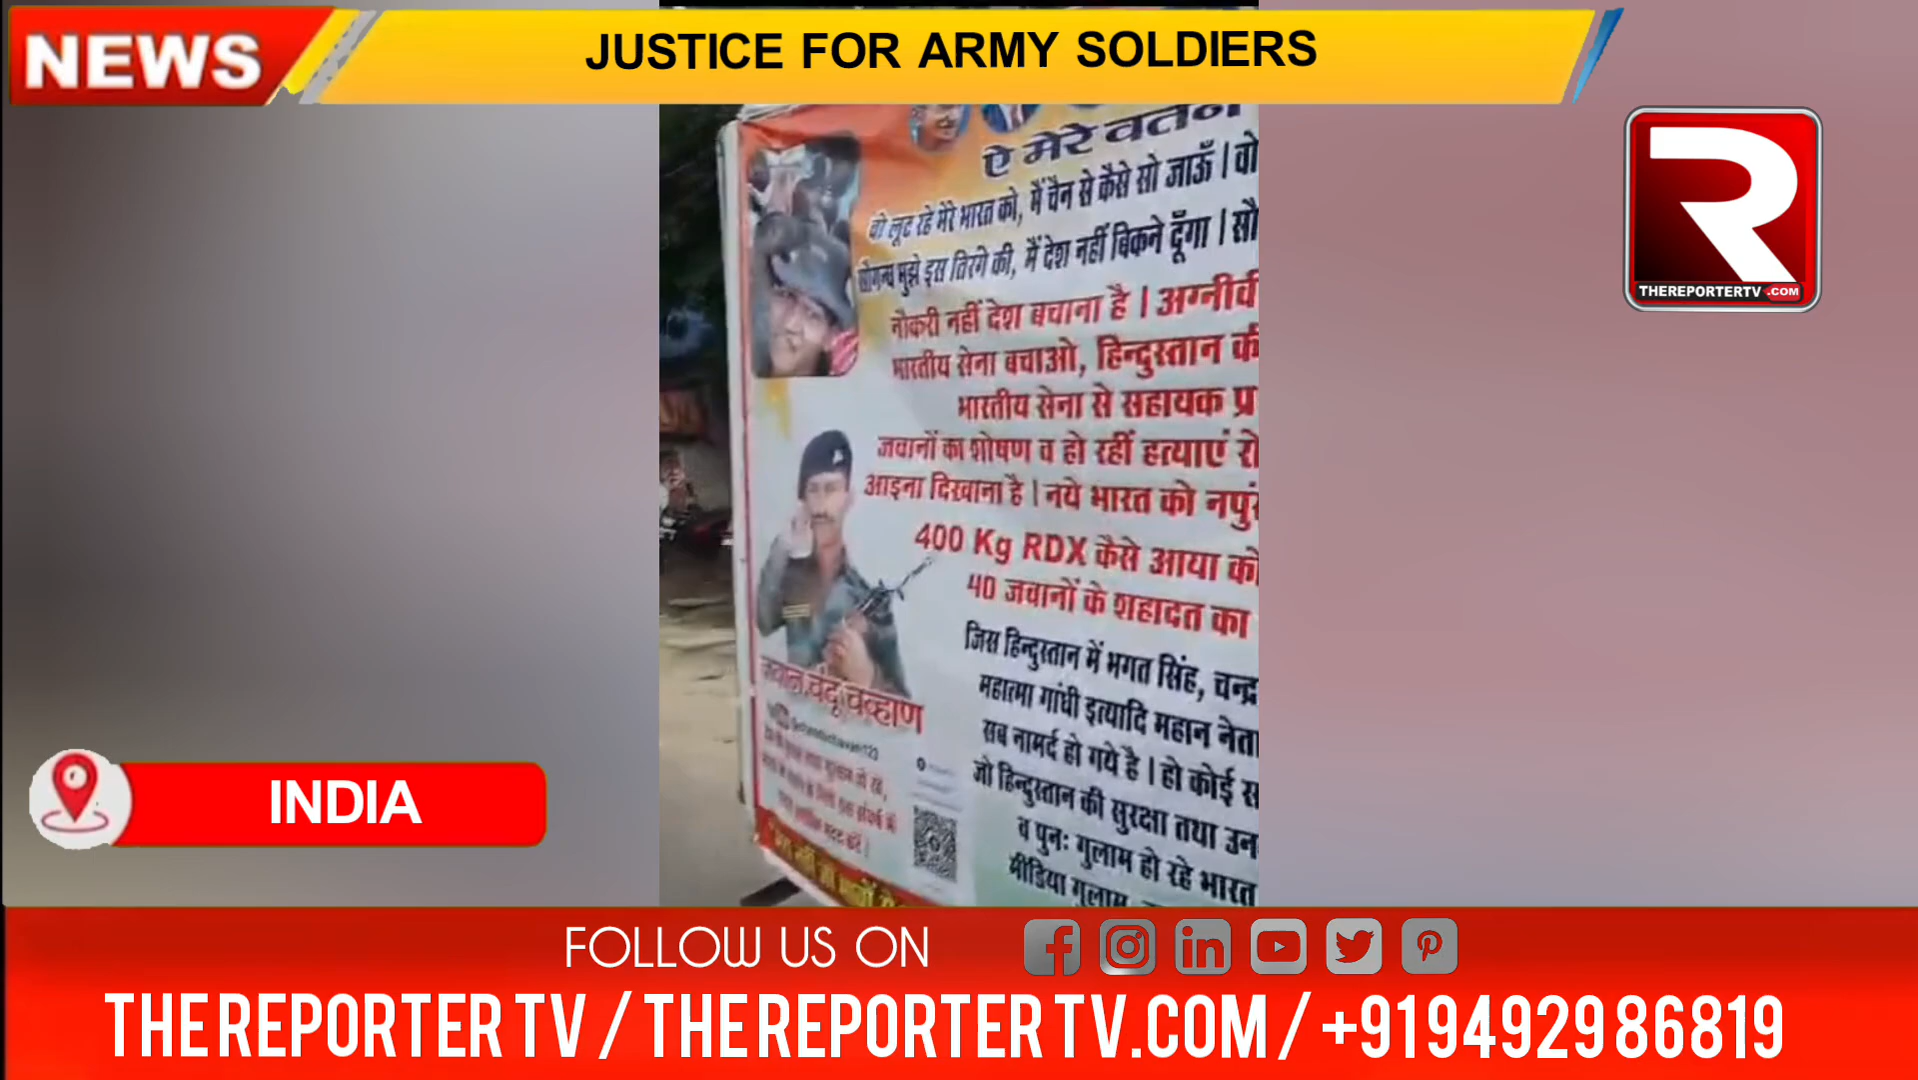 NEWS
JUSTICE FOR ARMY SOLDIERS
THEREPORTERTV .COM
ऐ मेरे वतन
वो लूट रहे मेरे भारत को, मैं चैन से कैसे सो जाऊँ । वो
सौगन्ध मुझे इस तिरंगे की, मैं देश नहीं बिकने दूँगा । सौ
नौकरी नहीं देश बचाना है । अग्नीवी
भारतीय सेना बचाओ, हिन्दुस्तान की
भारतीय सेना से सहायक प्र
जवानों का शोषण व हो रहीं हत्याएं रो
आइना दिखाना है । नये भारत को नपुं
400 Kg RDX कैसे आया को
40 जवानों के शहादत का
जिस हिन्दुस्तान में भगत सिंह, चन्द्र
महात्मा गांधी इत्यादि महान नेता
सब नामर्द हो गये है । हो कोई स
जो हिन्दुस्तान की सुरक्षा तथा उन
व पुनः गुलाम हो रहे भारत
मीडिया गुलाम
जवान चंदू चव्हाण
INDIA
FOLLOW US ON
THE REPORTER TV / THE REPORTER TV.COM / +919492986819